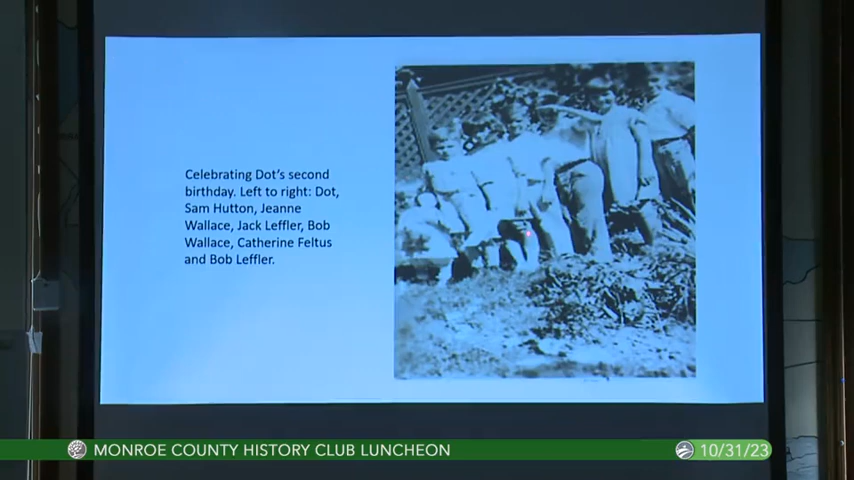 Celebrating Dot's second
birthday. Left to right: Dot,
Sam Hutton, Jeanne
Wallace, Jack Leffler, Bob
Wallace, Catherine Feltus
and Bob Leffler.
MONROE COUNTY HISTORY CLUB LUNCHEON
10/31/23